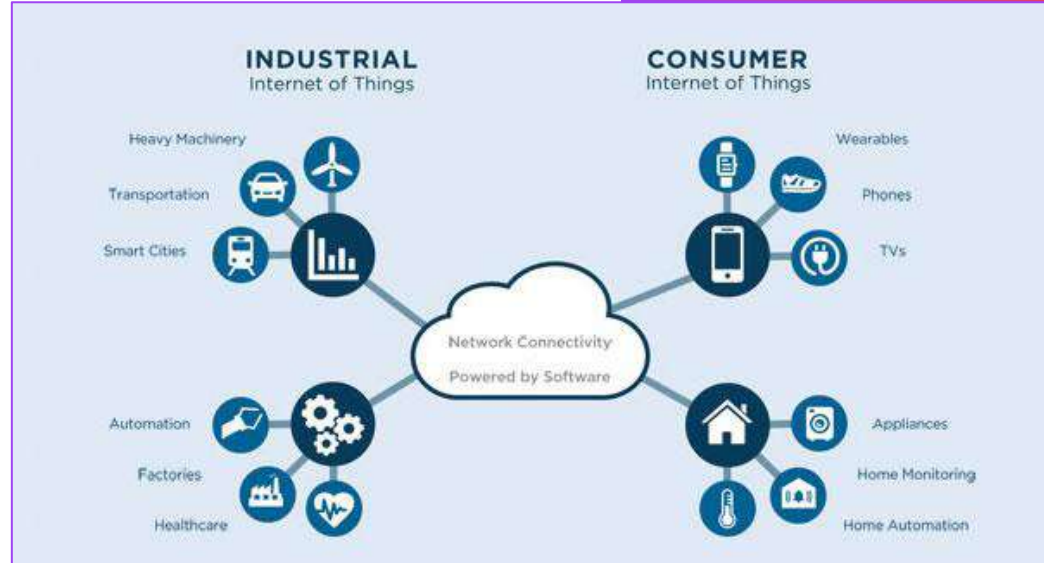 INDUSTRIAL
Internet of Things
Heavy Machinery
Transportation
Smart Cities
CONSUMER
Internet of Things
Wearables
Phones
TVs
Network Connectivity
Powered by Software
Automation
Factories
Healthcare
Appliances
Home Monitoring
Home Automation